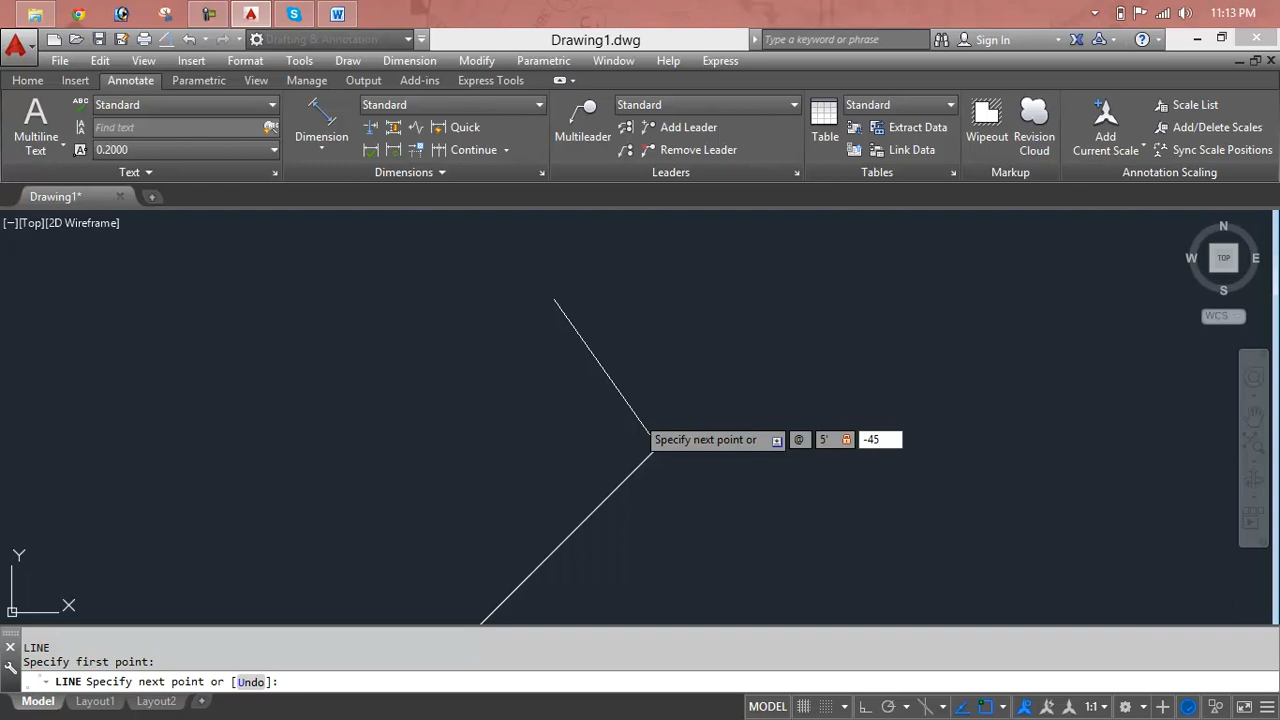 11:13 PM
Drafting & Annotation
Drawing1.dwg
Type a keyword or phrase
Sign In
File Edit View Insert Format Tools Draw Dimension Modify Parametric Window Help Express
Home Insert Annotate Parametric View Manage Output Add-ins Express Tools
Standard
Standard
Standard
Standard
Scale List
ABC
A
Multiline Text
Find text
0.2000
Dimension
Quick
Continue
Multileader
Add Leader
Remove Leader
Table
Extract Data
Link Data
Wipeout
Revision Cloud
Add Current Scale
Add/Delete Scales
Sync Scale Positions
Text
Dimensions
Leaders
Tables
Markup
Annotation Scaling
Drawing1*
[−][Top][2D Wireframe]
N
W TOP E
S
WCS
Specify next point or @ 5' -45
Y
X
LINE
Specify first point:
LINE Specify next point or [Undo]:
Model Layout1 Layout2
MODEL
1:1